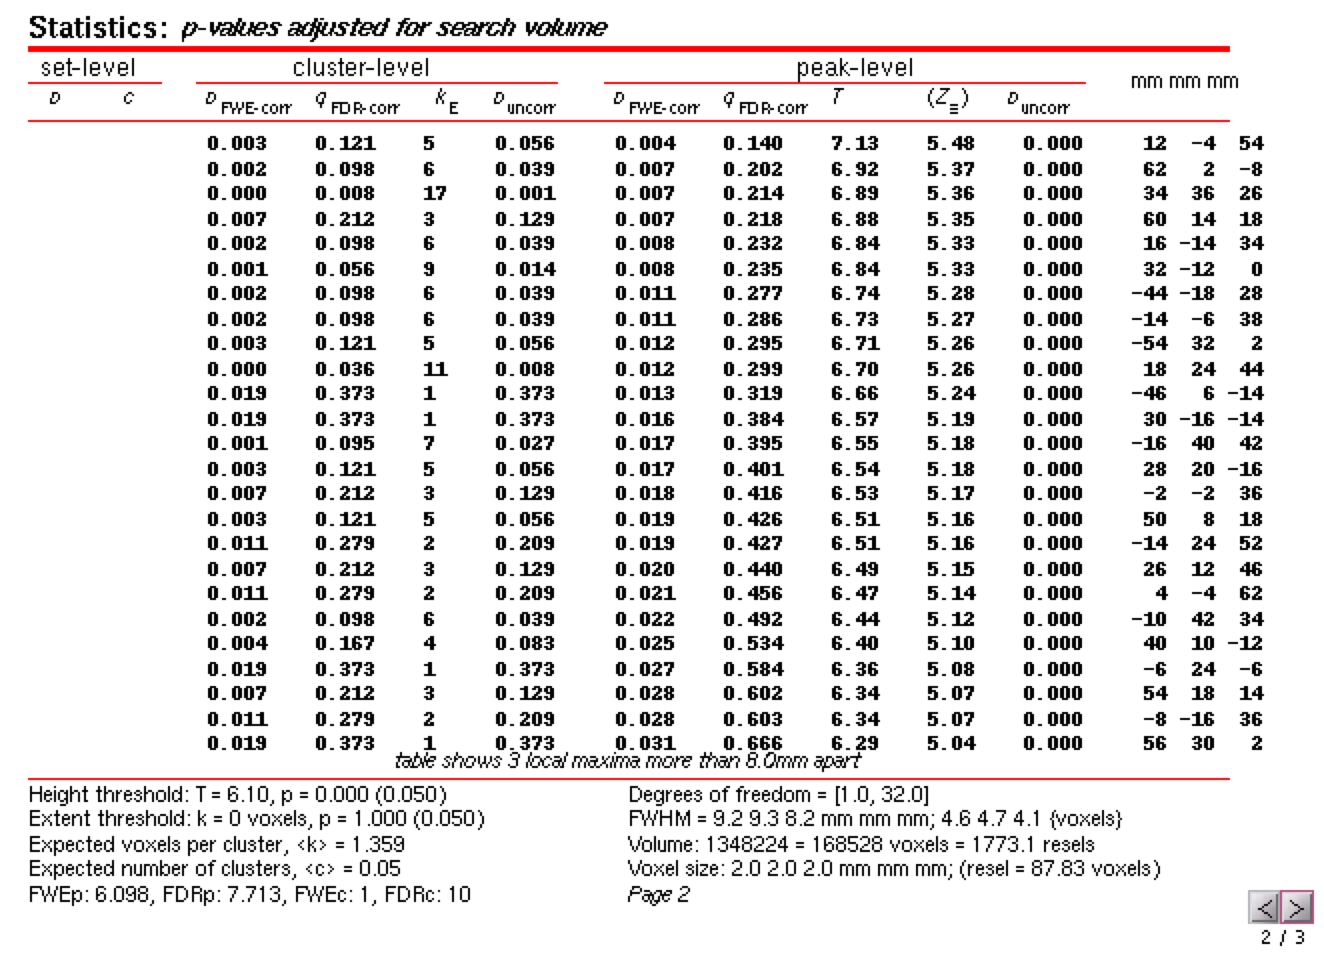 Statistics: p-values adjusted for search volume
set-level cluster-level peak-level mm mm mm
p c p FWE-corr q FDR-corr k E p uncorr p FWE-corr q FDR-corr T (Z≡) p uncorr
0.003 0.121 5 0.056 0.004 0.140 7.13 5.48 0.000 12 -4 54
0.002 0.098 6 0.039 0.007 0.202 6.92 5.37 0.000 62 2 -8
0.000 0.008 17 0.001 0.007 0.214 6.89 5.36 0.000 34 36 26
0.007 0.212 3 0.129 0.007 0.218 6.88 5.35 0.000 60 14 18
0.002 0.098 6 0.039 0.008 0.232 6.84 5.33 0.000 16 -14 34
0.001 0.056 9 0.014 0.008 0.235 6.84 5.33 0.000 32 -12 0
0.002 0.098 6 0.039 0.011 0.277 6.74 5.28 0.000 -44 -18 28
0.002 0.098 6 0.039 0.011 0.286 6.73 5.27 0.000 -14 -6 38
0.003 0.121 5 0.056 0.012 0.295 6.71 5.26 0.000 -54 32 2
0.000 0.036 11 0.008 0.012 0.299 6.70 5.26 0.000 18 24 44
0.019 0.373 1 0.373 0.013 0.319 6.66 5.24 0.000 -46 6 -14
0.019 0.373 1 0.373 0.016 0.384 6.57 5.19 0.000 30 -16 -14
0.001 0.095 7 0.027 0.017 0.395 6.55 5.18 0.000 -16 40 42
0.003 0.121 5 0.056 0.017 0.401 6.54 5.18 0.000 28 20 -16
0.007 0.212 3 0.129 0.018 0.416 6.53 5.17 0.000 -2 -2 36
0.003 0.121 5 0.056 0.019 0.426 6.51 5.16 0.000 50 8 18
0.011 0.279 2 0.209 0.019 0.427 6.51 5.16 0.000 -14 24 52
0.007 0.212 3 0.129 0.020 0.440 6.49 5.15 0.000 26 12 46
0.011 0.279 2 0.209 0.021 0.456 6.47 5.14 0.000 4 -4 62
0.002 0.098 6 0.039 0.022 0.492 6.44 5.12 0.000 -10 42 34
0.004 0.167 4 0.083 0.025 0.534 6.40 5.10 0.000 40 10 -12
0.019 0.373 1 0.373 0.027 0.584 6.36 5.08 0.000 -6 24 -6
0.007 0.212 3 0.129 0.028 0.602 6.34 5.07 0.000 54 18 14
0.011 0.279 2 0.209 0.028 0.603 6.34 5.07 0.000 -8 -16 36
0.019 0.373 1 0.373 0.031 0.666 6.29 5.04 0.000 56 30 2
table shows 3 local maxima more than 8.0mm apart
Height threshold: T = 6.10, p = 0.000 (0.050) Degrees of freedom = [1.0, 32.0]
Extent threshold: k = 0 voxels, p = 1.000 (0.050) FWHM = 9.2 9.3 8.2 mm mm mm; 4.6 4.7 4.1 {voxels}
Expected voxels per cluster, <k> = 1.359 Volume: 1348224 = 168528 voxels = 1773.1 resels
Expected number of clusters, <c> = 0.05 Voxel size: 2.0 2.0 2.0 mm mm mm; (resel = 87.83 voxels)
FWEp: 6.098, FDRp: 7.713, FWEc: 1, FDRc: 10 Page 2
< >
2 / 3